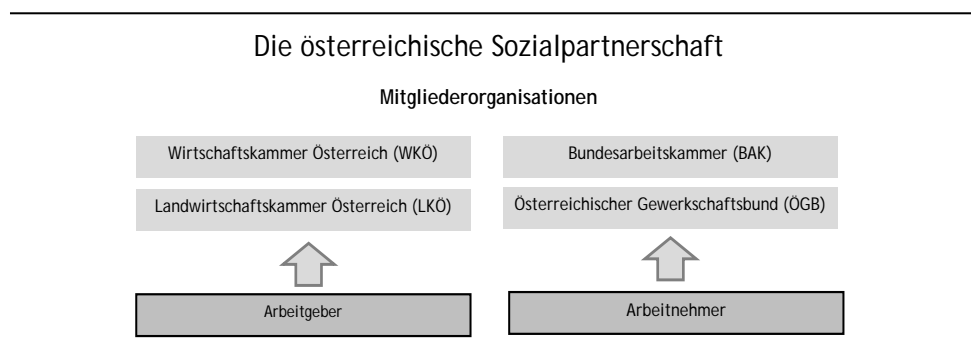 Die österreichische Sozialpartnerschaft
Mitgliederorganisationen
Wirtschaftskammer Österreich (WKÖ)
Bundesarbeitskammer (BAK)
Landwirtschaftskammer Österreich (LKÖ)
Österreichischer Gewerkschaftsbund (ÖGB)
Arbeitgeber
Arbeitnehmer